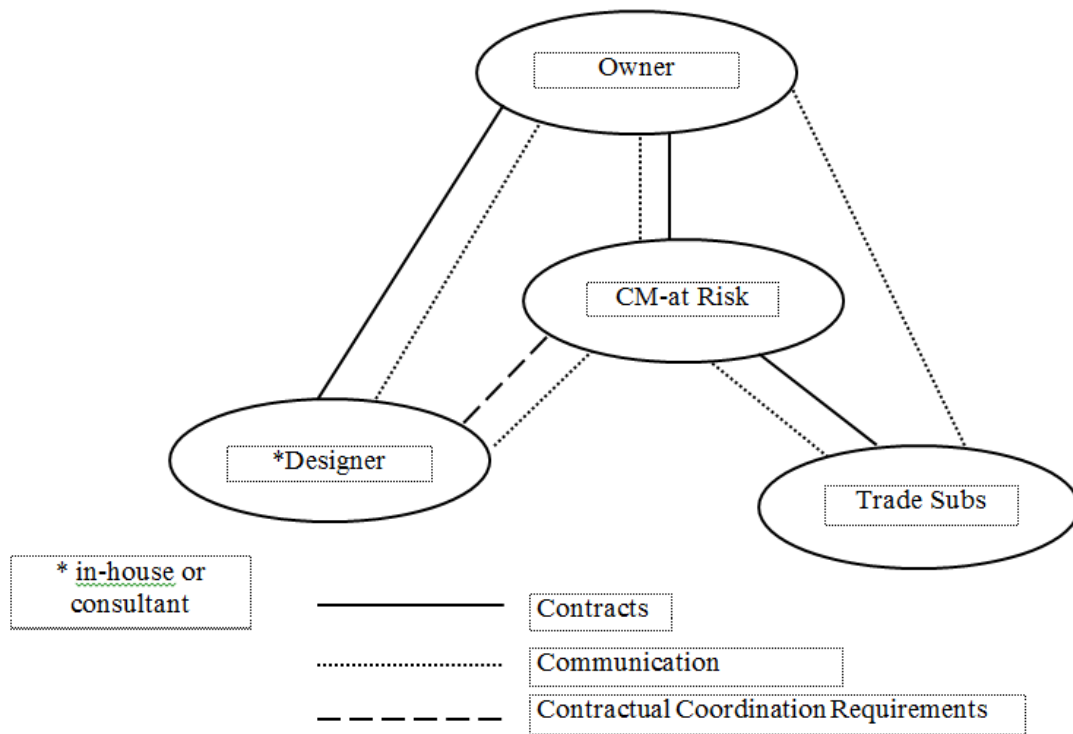 Owner
CM-at Risk
*Designer
Trade Subs
* in-house or
consultant
Contracts
Communication
Contractual Coordination Requirements